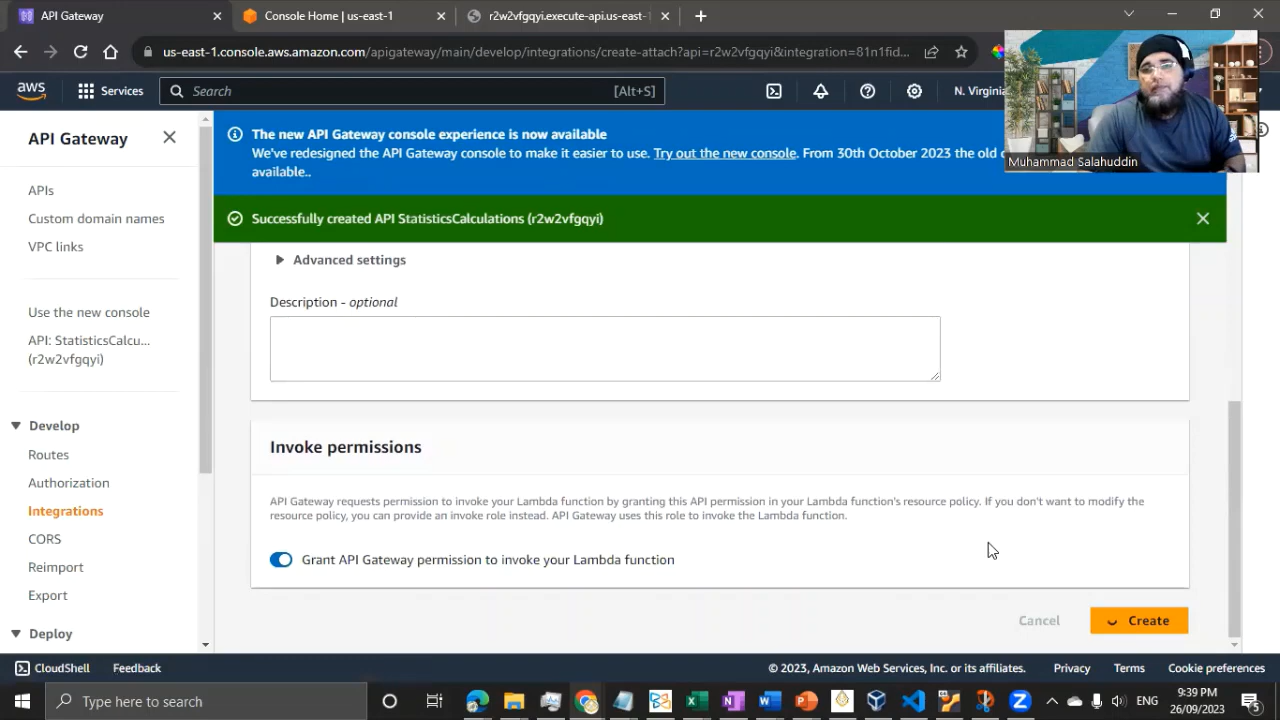 API Gateway
Console Home | us-east-1
r2w2vfgqyi.execute-api.us-east-
us-east-1.console.aws.amazon.com/apigateway/main/develop/integrations/create-attach?api=r2w2vfgqyi&integration=81n1fid...
aws
Services
Search
[Alt+S]
N. Virginia
Muhammad Salahuddin
API Gateway
APIs
Custom domain names
VPC links
Use the new console
API: StatisticsCalcu...
(r2w2vfgqyi)
Develop
Routes
Authorization
Integrations
CORS
Reimport
Export
Deploy
The new API Gateway console experience is now available
We've redesigned the API Gateway console to make it easier to use. Try out the new console. From 30th October 2023 the old c
available..
Successfully created API StatisticsCalculations (r2w2vfgqyi)
Advanced settings
Description - optional
Invoke permissions
API Gateway requests permission to invoke your Lambda function by granting this API permission in your Lambda function's resource policy. If you don't want to modify the
resource policy, you can provide an invoke role instead. API Gateway uses this role to invoke the Lambda function.
Grant API Gateway permission to invoke your Lambda function
Cancel
Create
CloudShell
Feedback
© 2023, Amazon Web Services, Inc. or its affiliates.
Privacy
Terms
Cookie preferences
Type here to search
ENG
9:39 PM
26/09/2023
5